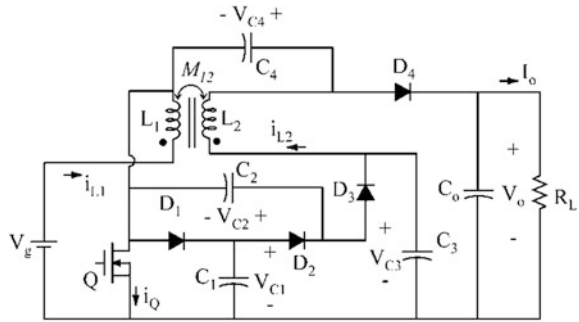 - V_C4 +
C_4
M_12
D_4
I_o
L_1
L_2
i_L2
i_L1
C_2
D_1
- V_C2 +
D_3
+
C_o
V_o
-
R_L
V_g
Q
i_Q
C_1
+
V_C1
-
D_2
+
V_C3
-
C_3